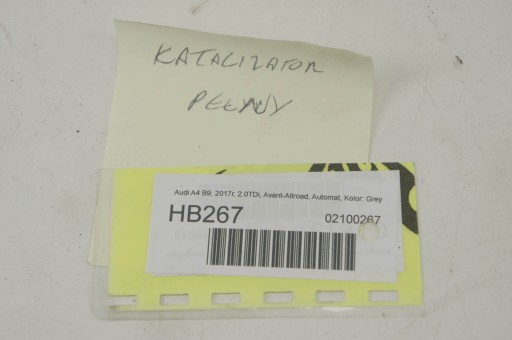 KATALIZATOR
PEŁNY
Audi A4 B9, 2017r, 2.0TDi, Avant-Allroad, Automat, Kolor: Grey
HB267
02100267